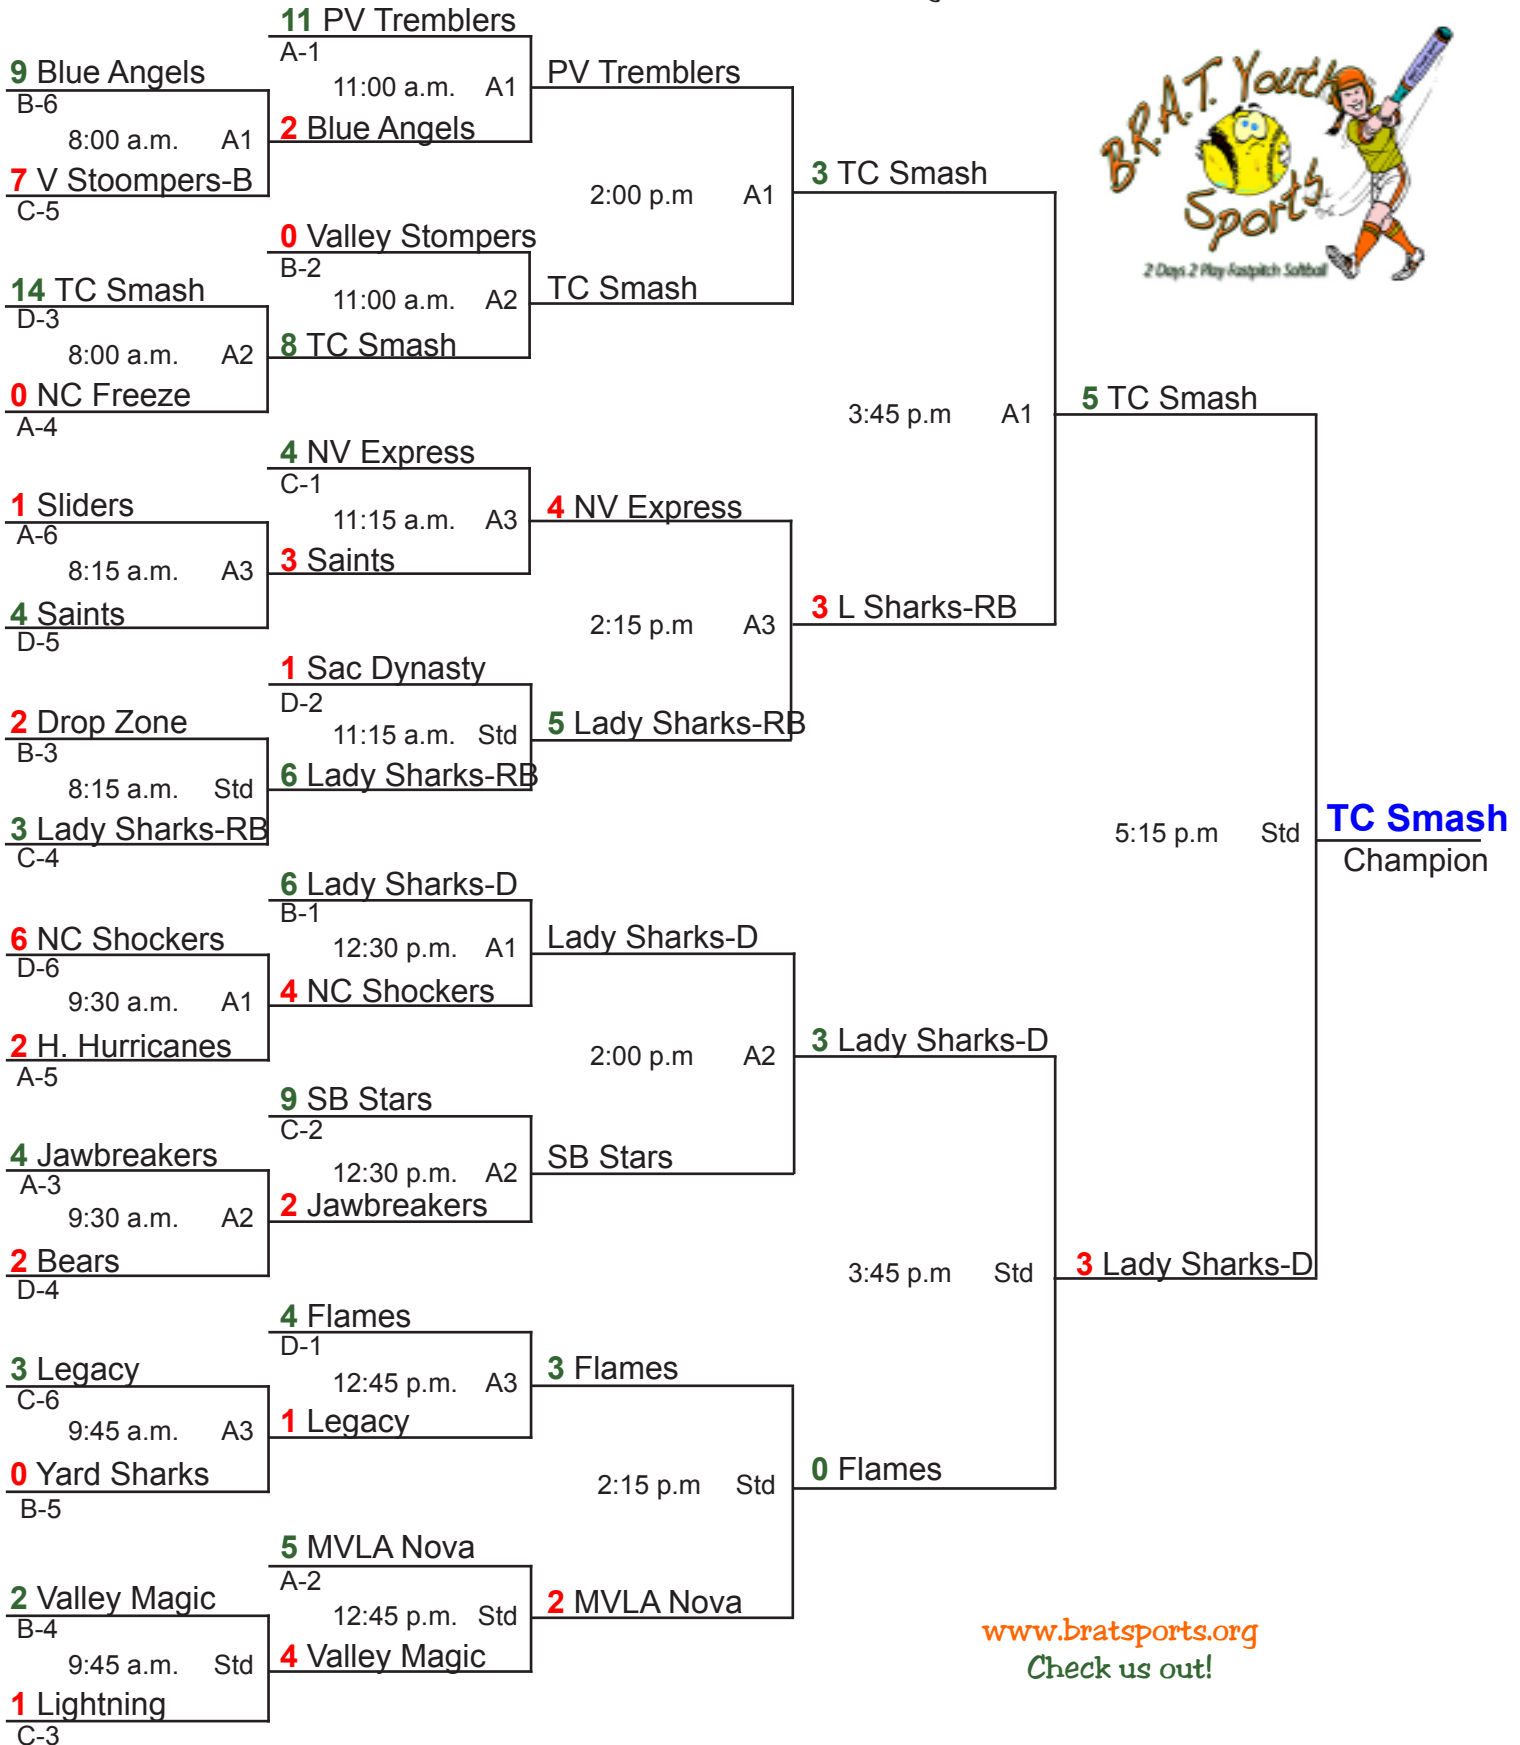 11 PV Tremblers
A-1
11:00 a.m. A1
2 Blue Angels
9 Blue Angels
B-6
8:00 a.m. A1
7 V Stoompers-B
C-5
PV Tremblers
0 Valley Stompers
B-2
11:00 a.m. A2
8 TC Smash
14 TC Smash
D-3
8:00 a.m. A2
0 NC Freeze
A-4
TC Smash
2:00 p.m A1
3 TC Smash
4 NV Express
C-1
11:15 a.m. A3
3 Saints
1 Sliders
A-6
8:15 a.m. A3
4 Saints
D-5
4 NV Express
2:15 p.m A3
3 L Sharks-RB
1 Sac Dynasty
D-2
11:15 a.m. Std
6 Lady Sharks-RB
2 Drop Zone
B-3
8:15 a.m. Std
3 Lady Sharks-RB
C-4
5 Lady Sharks-RB
3:45 p.m A1
5 TC Smash
5:15 p.m Std
TC Smash
Champion
6 Lady Sharks-D
B-1
12:30 p.m. A1
4 NC Shockers
6 NC Shockers
D-6
9:30 a.m. A1
2 H. Hurricanes
A-5
Lady Sharks-D
2:00 p.m A2
3 Lady Sharks-D
9 SB Stars
C-2
12:30 p.m. A2
2 Jawbreakers
4 Jawbreakers
A-3
9:30 a.m. A2
2 Bears
D-4
SB Stars
3:45 p.m Std
3 Lady Sharks-D
4 Flames
D-1
12:45 p.m. A3
1 Legacy
3 Legacy
C-6
9:45 a.m. A3
0 Yard Sharks
B-5
3 Flames
2:15 p.m Std
0 Flames
5 MVLA Nova
A-2
12:45 p.m. Std
4 Valley Magic
2 Valley Magic
B-4
9:45 a.m. Std
1 Lightning
C-3
2 MVLA Nova
B.R.A.T. Youth
Sports
2 Days 2 Play Fastpitch Softball
www.bratsports.org
Check us out!